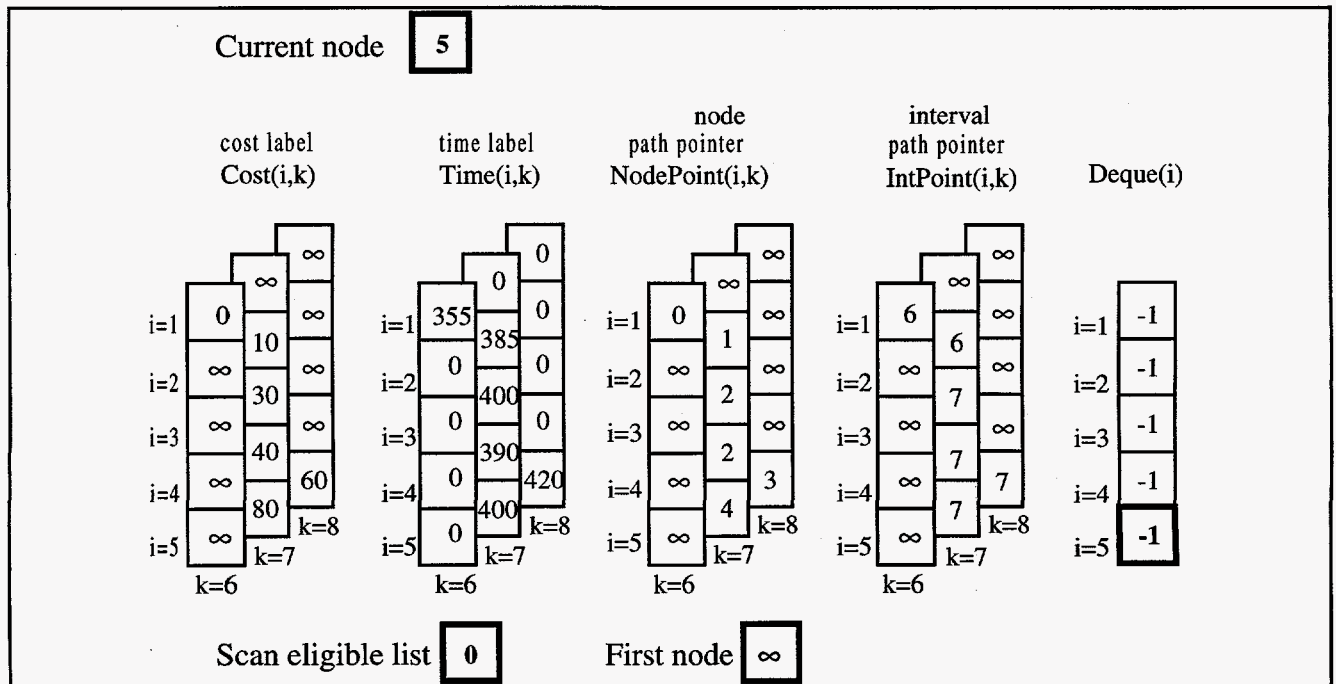 Current node 5
node interval
cost label time label path pointer path pointer
Cost(i,k) Time(i,k) NodePoint(i,k) IntPoint(i,k) Deque(i)
∞ 0 ∞ ∞
∞ 0 ∞ ∞
i=1 0 ∞ i=1 355 0 i=1 0 ∞ i=1 6 ∞ i=1 -1
10 385 1 6
i=2 ∞ ∞ i=2 0 0 i=2 ∞ ∞ i=2 ∞ ∞ i=2 -1
30 400 2 7
i=3 ∞ ∞ i=3 0 0 i=3 ∞ ∞ i=3 ∞ ∞ i=3 -1
40 390 2 7
i=4 ∞ 60 i=4 0 420 i=4 ∞ 3 i=4 ∞ 7 i=4 -1
80 400 4 7
k=8 k=8 k=8 k=8
i=5 ∞ i=5 0 i=5 ∞ i=5 ∞ i=5 -1
k=7 k=7 k=7 k=7
k=6 k=6 k=6 k=6
Scan eligible list 0 First node ∞